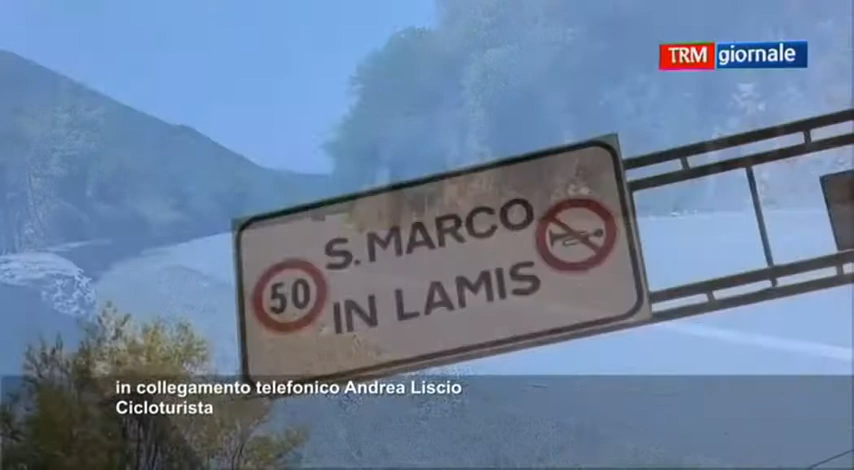 TRM giornale
S.MARCO
50
IN LAMIS
in collegamento telefonico Andrea Liscio
Cicloturista